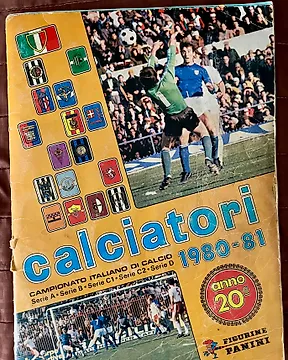 calciatori
1980-81
CAMPIONATO ITALIANO DI CALCIO
Serie A • Serie B • Serie C1 • Serie C2 • Serie D
anno
20°
FIGURINE
PANINI